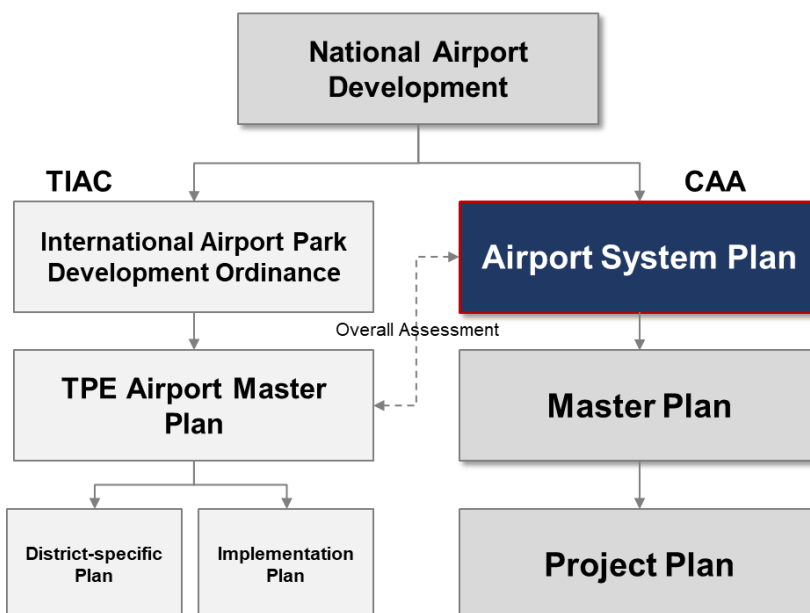 National Airport
Development
TIAC
CAA
International Airport Park
Development Ordinance
Airport System Plan
Overall Assessment
TPE Airport Master
Plan
Master Plan
District-specific
Plan
Implementation
Plan
Project Plan